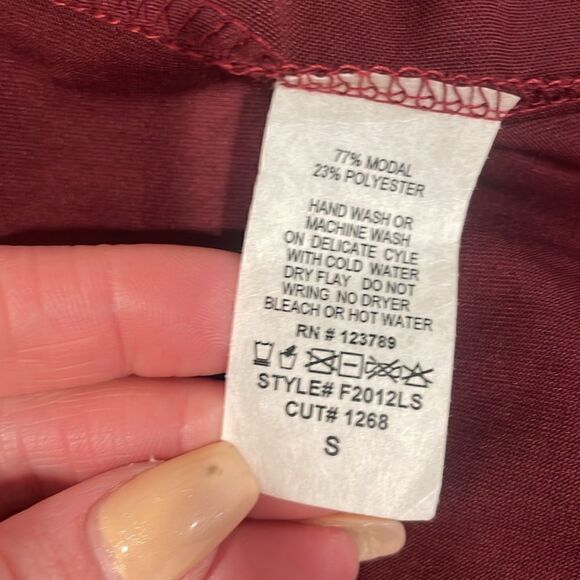 77% MODAL
23% POLYESTER
HAND WASH OR
MACHINE WASH
ON DELICATE CYLE
WITH COLD WATER
DRY FLAY DO NOT
WRING NO DRYER
BLEACH OR HOT WATER
RN # 123789
STYLE# F2012LS
CUT# 1268
S